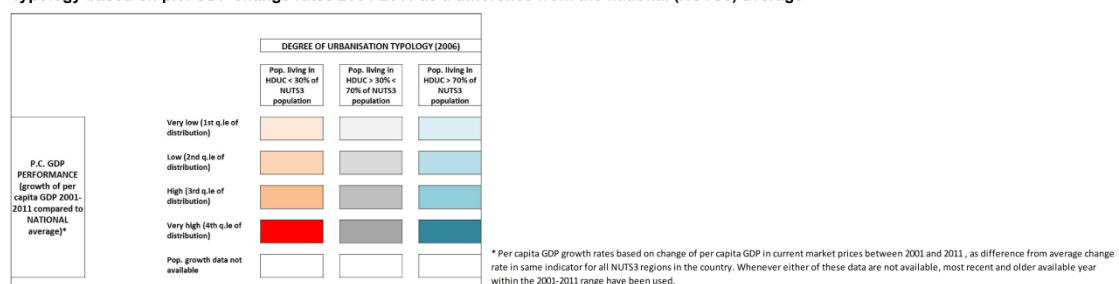 Typology based on p.c. GDP change rates 2001-2011 as a difference from the national (NUTS0) average
DEGREE OF URBANISATION TYPOLOGY (2006)
Pop. living in
HDUC < 30% of
NUTS3
population
Pop. living in
HDUC > 30% <
70% of NUTS3
population
Pop. living in
HDUC > 70% of
NUTS3
population
P.C. GDP
PERFORMANCE
(growth of per
capita GDP 2001-
2011 compared to
NATIONAL
average)*
Very low (1st q.le of
distribution)
Low (2nd q.le of
distribution)
High (3rd q.le of
distribution)
Very high (4th q.le of
distribution)
Pop. growth data not
available
* Per capita GDP growth rates based on change of per capita GDP in current market prices between 2001 and 2011 , as difference from average change
rate in same indicator for all NUTS3 regions in the country. Whenever either of these data are not available, most recent and older available year
within the 2001-2011 range have been used.